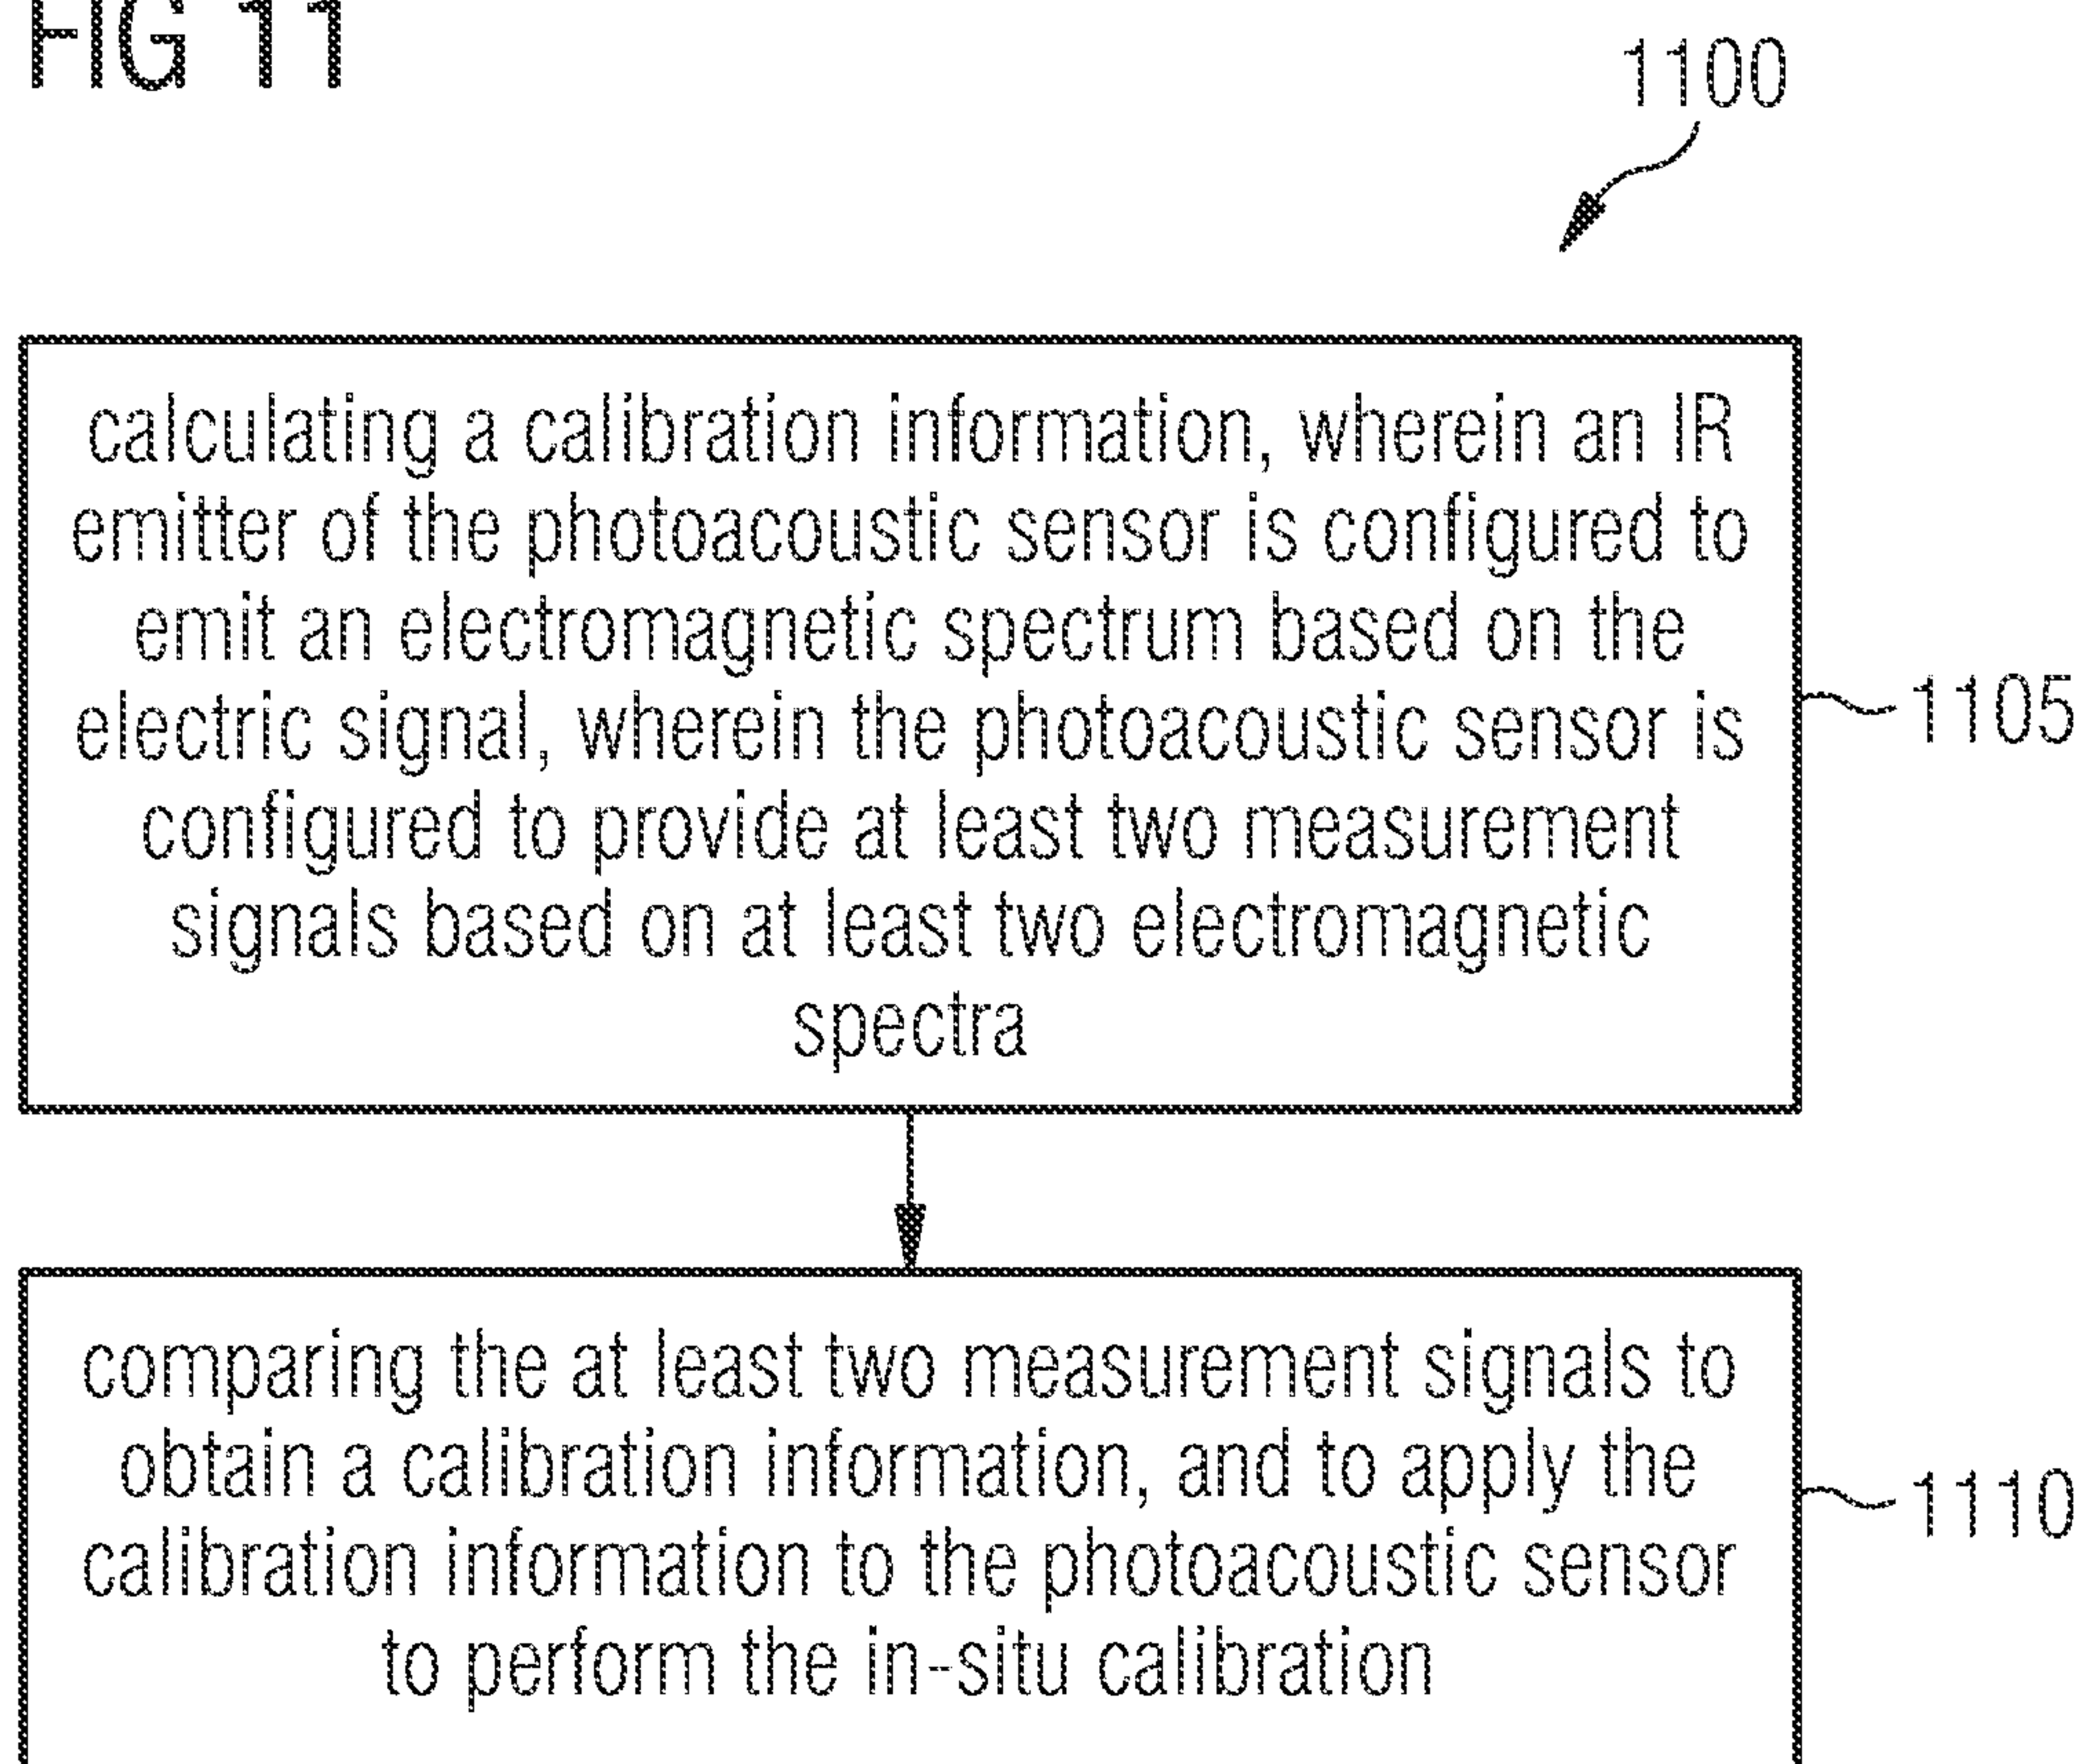 FIG 11
1100
calculating a calibration information, wherein an IR
emitter of the photoacoustic sensor is configured to
emit an electromagnetic spectrum based on the
electric signal, wherein the photoacoustic sensor is
configured to provide at least two measurement
signals based on at least two electromagnetic
spectra
1105
comparing the at least two measurement signals to
obtain a calibration information, and to apply the
calibration information to the photoacoustic sensor
to perform the in-situ calibration
1110